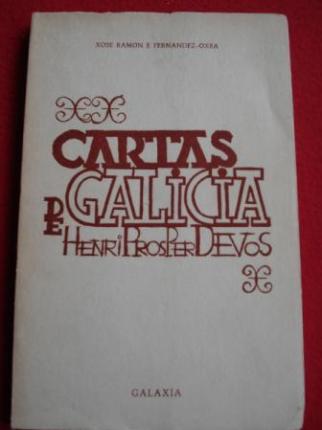 XOSE RAMON E FERNANDEZ-OXEA
CARTAS
DE GALICIA
HENRI PROSPER DEVOS
GALAXIA